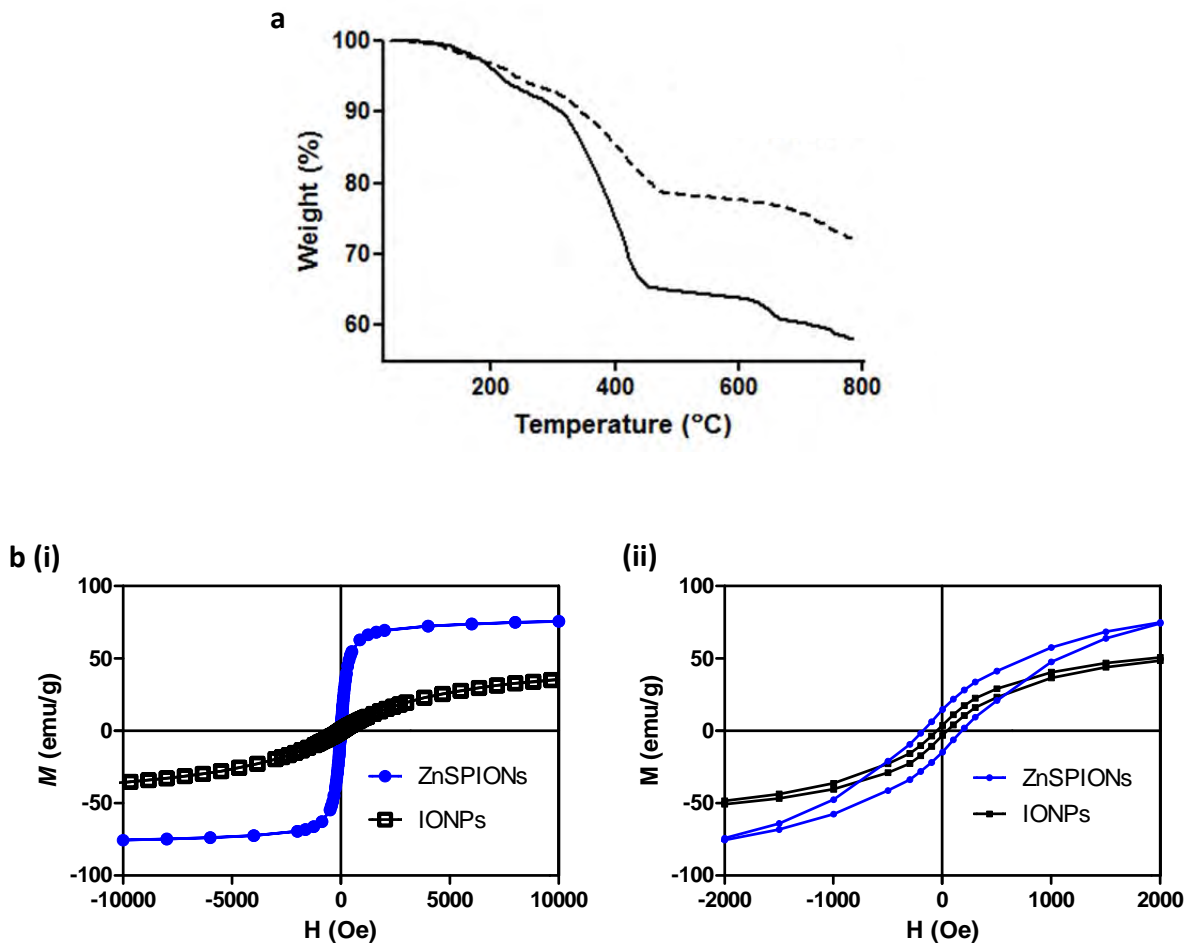 a
100
90
80
70
60
Weight (%)
200 400 600 800
Temperature (°C)
b (i)
100
50
0
-50
-100
M (emu/g)
ZnSPIONs
IONPs
-10000 -5000 0 5000 10000
H (Oe)
(ii)
100
50
0
-50
-100
M (emu/g)
ZnSPIONs
IONPs
-2000 -1000 0 1000 2000
H (Oe)